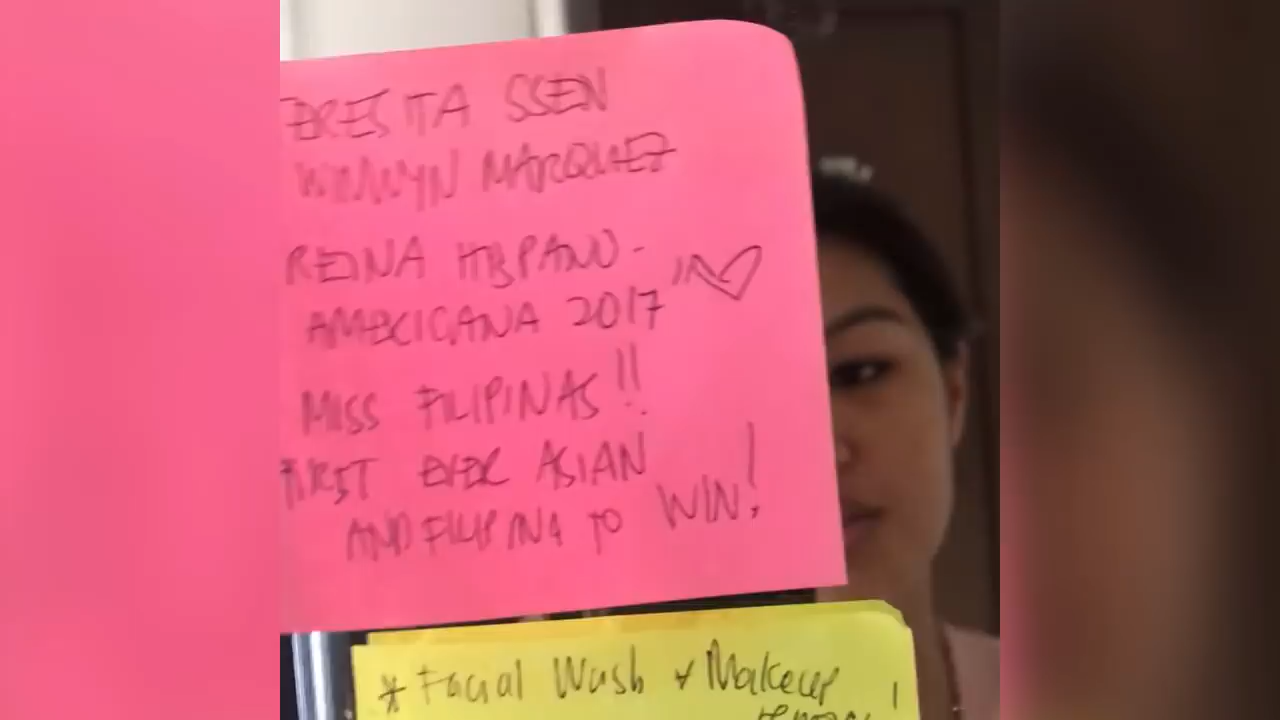 ERESITA SSEN
WINWYN MARQUEZ
REINA HISPANO-
AMERICANA 2017
MISS FILIPINAS!!
FIRST EVER ASIAN
AND FILIPINA TO WIN!
* Facial Wash & Makeup